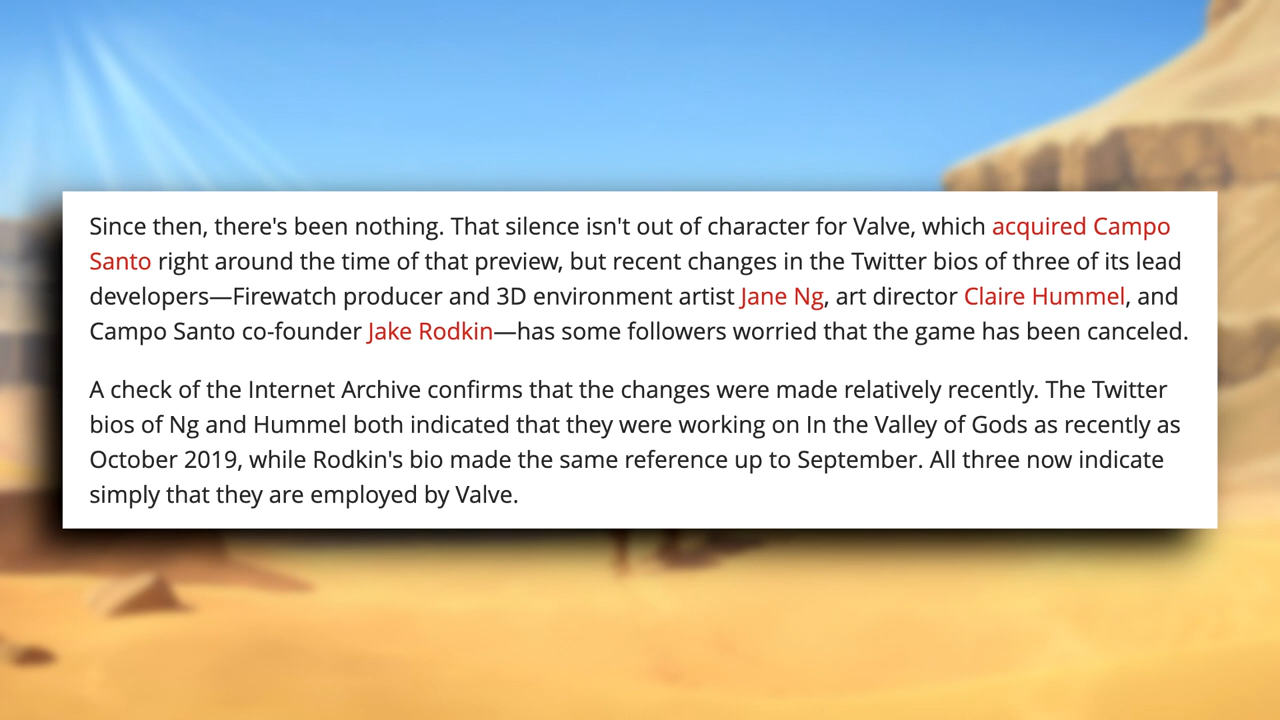 Since then, there's been nothing. That silence isn't out of character for Valve, which acquired Campo
Santo right around the time of that preview, but recent changes in the Twitter bios of three of its lead
developers—Firewatch producer and 3D environment artist Jane Ng, art director Claire Hummel, and
Campo Santo co-founder Jake Rodkin—has some followers worried that the game has been canceled.
A check of the Internet Archive confirms that the changes were made relatively recently. The Twitter
bios of Ng and Hummel both indicated that they were working on In the Valley of Gods as recently as
October 2019, while Rodkin's bio made the same reference up to September. All three now indicate
simply that they are employed by Valve.